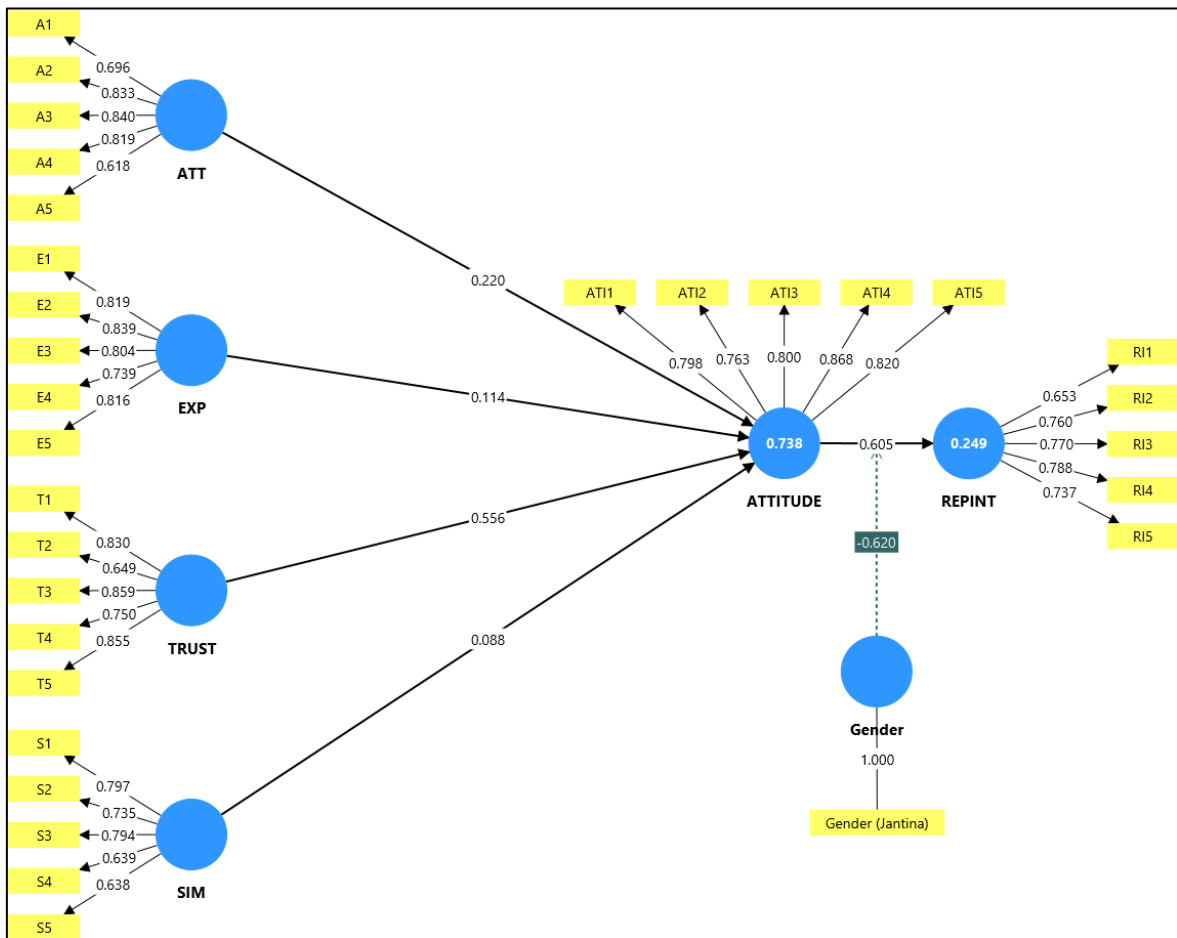 A1
A2
A3
A4
A5
0.696
0.833
0.840
0.819
0.618
ATT
E1
E2
E3
E4
E5
0.819
0.839
0.804
0.739
0.816
EXP
T1
T2
T3
T4
T5
0.830
0.649
0.859
0.750
0.855
TRUST
S1
S2
S3
S4
S5
0.797
0.735
0.794
0.639
0.638
SIM
0.220
0.114
0.556
0.088
ATI1
ATI2
ATI3
ATI4
ATI5
0.798
0.763
0.800
0.868
0.820
0.738
ATTITUDE
0.605
0.249
REPINT
0.653
0.760
0.770
0.788
0.737
RI1
RI2
RI3
RI4
RI5
-0.620
Gender
1.000
Gender (Jantina)